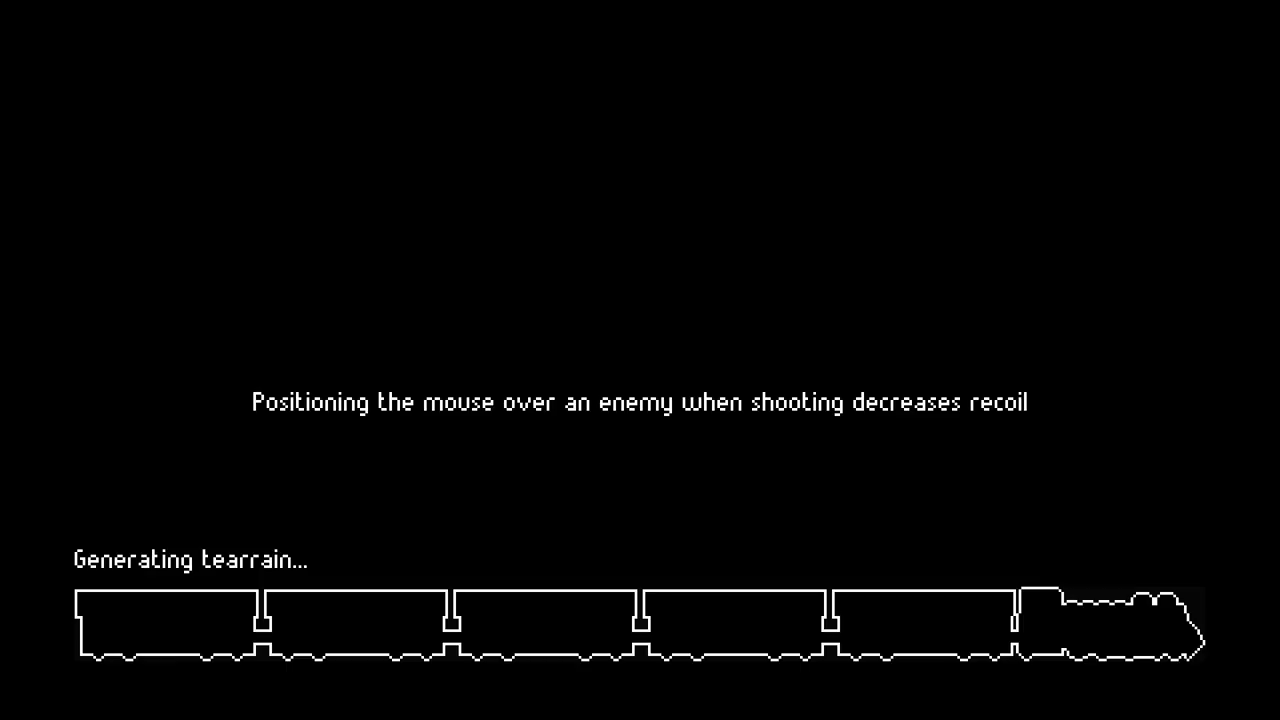 Positioning the mouse over an enemy when shooting decreases recoil
Generating tearrain...